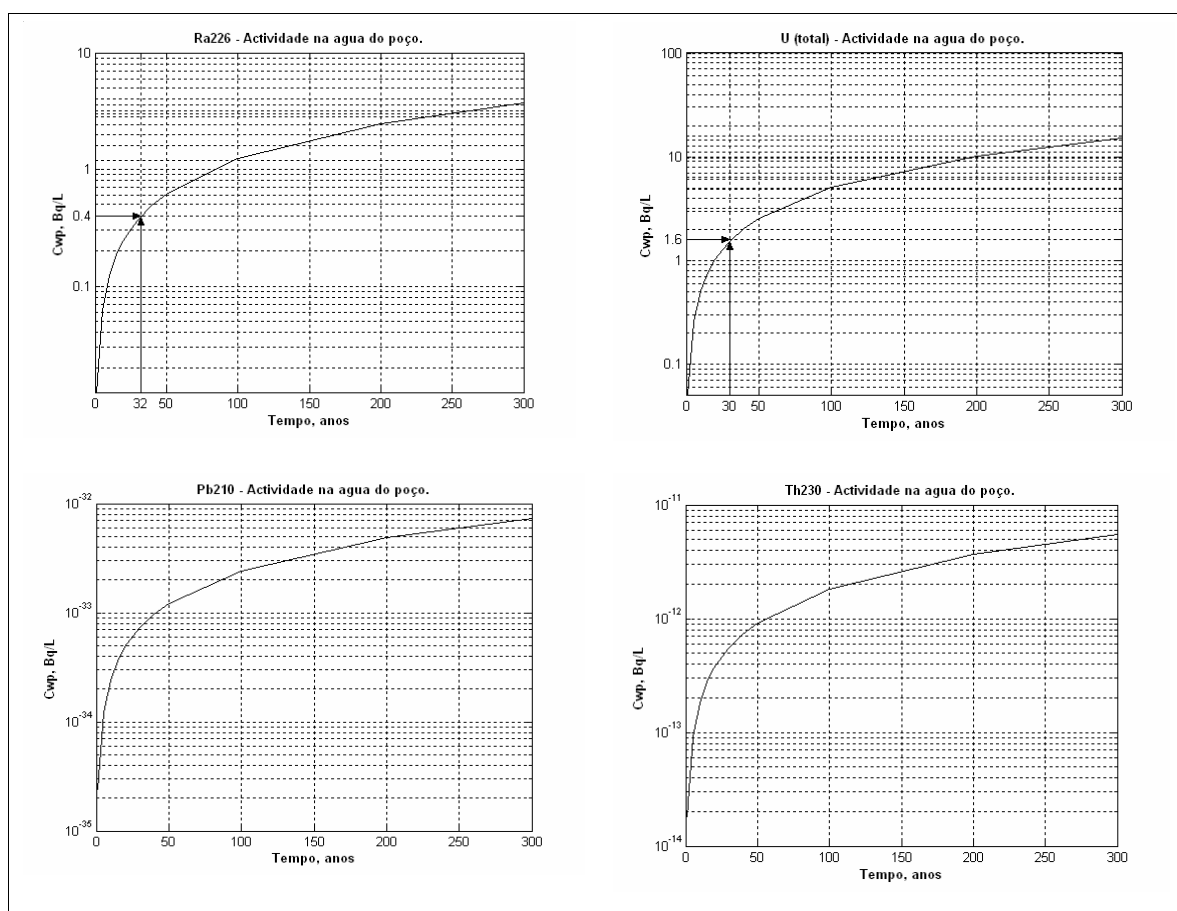 Ra226 - Actividade na agua do poço.
10
1
0.4
0.1
Cwp, Bq/L
0 32 50 100 150 200 250 300
Tempo, anos
U (total) - Actividade na agua do poço.
100
10
1.6
1
0.1
Cwp, Bq/L
0 30 50 100 150 200 250 300
Tempo, anos
Pb210 - Actividade na agua do poço.
10^-32
10^-33
10^-34
10^-35
Cwp, Bq/L
0 50 100 150 200 250 300
Tempo, anos
Th230 - Actividade na agua do poço.
10^-11
10^-12
10^-13
10^-14
Cwp, Bq/L
0 50 100 150 200 250 300
Tempo, anos